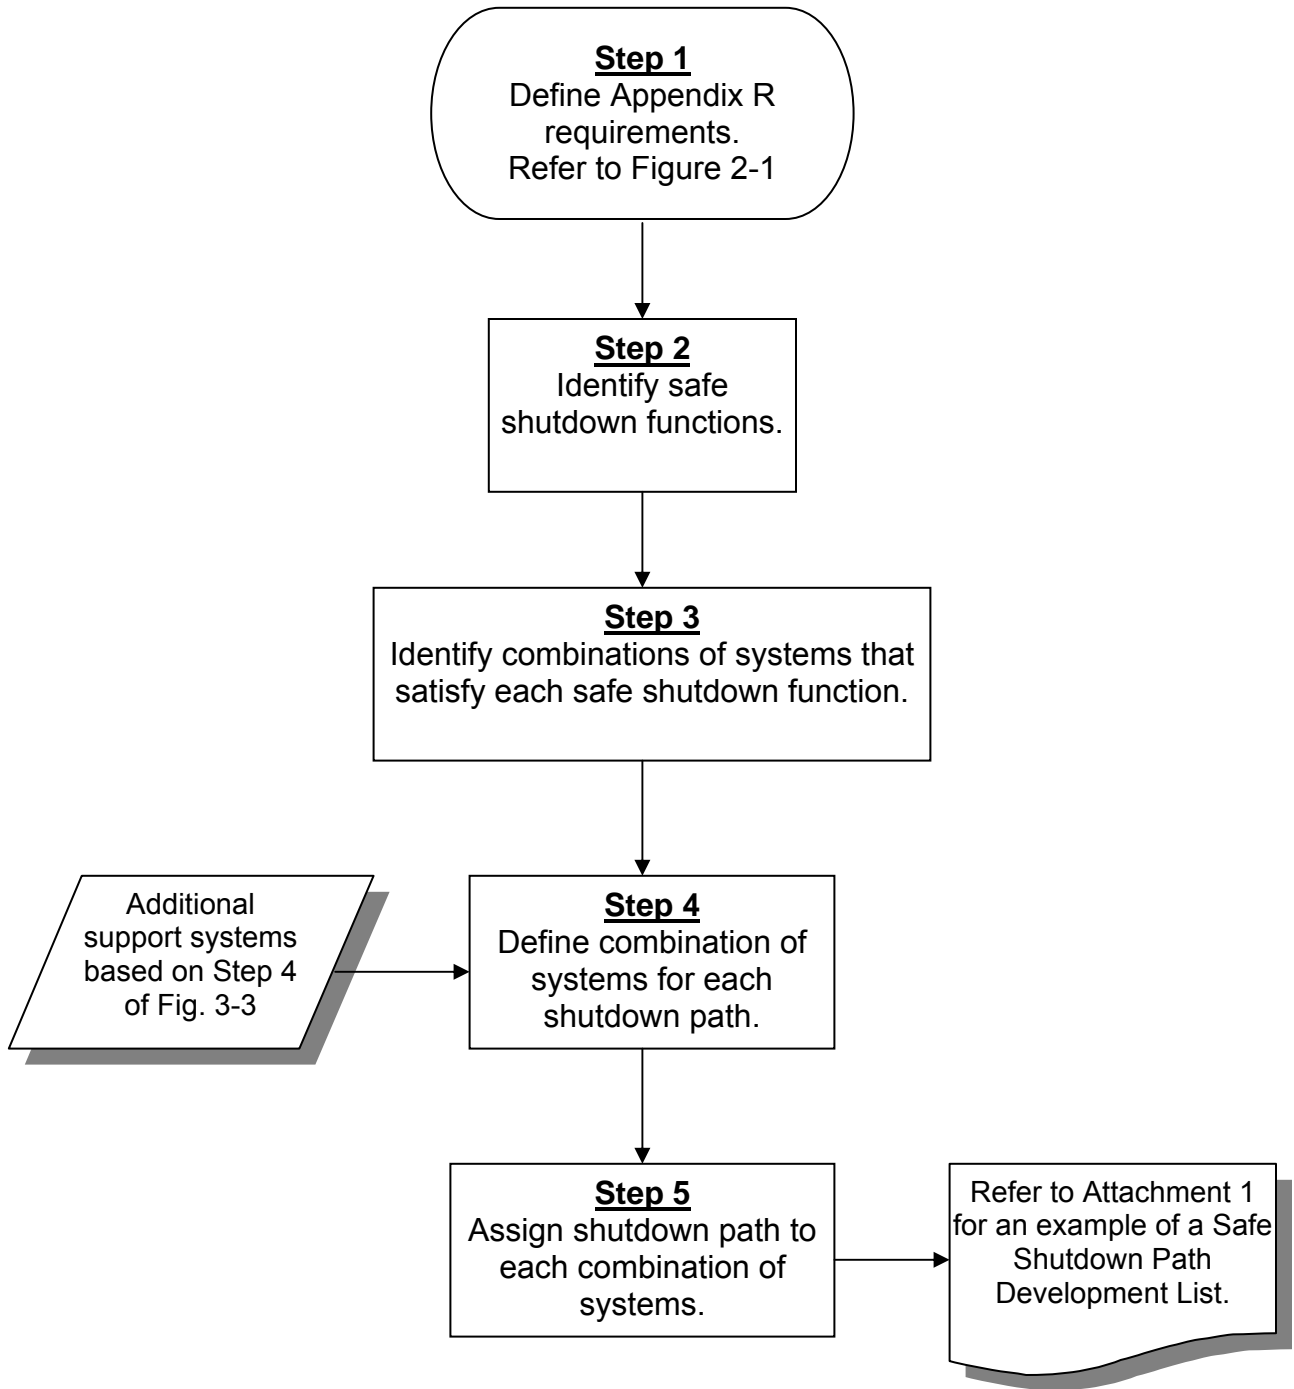 Step 1
Define Appendix R
requirements.
Refer to Figure 2-1
Step 2
Identify safe
shutdown functions.
Step 3
Identify combinations of systems that
satisfy each safe shutdown function.
Additional
support systems
based on Step 4
of Fig. 3-3
Step 4
Define combination of
systems for each
shutdown path.
Step 5
Assign shutdown path to
each combination of
systems.
Refer to Attachment 1
for an example of a Safe
Shutdown Path
Development List.